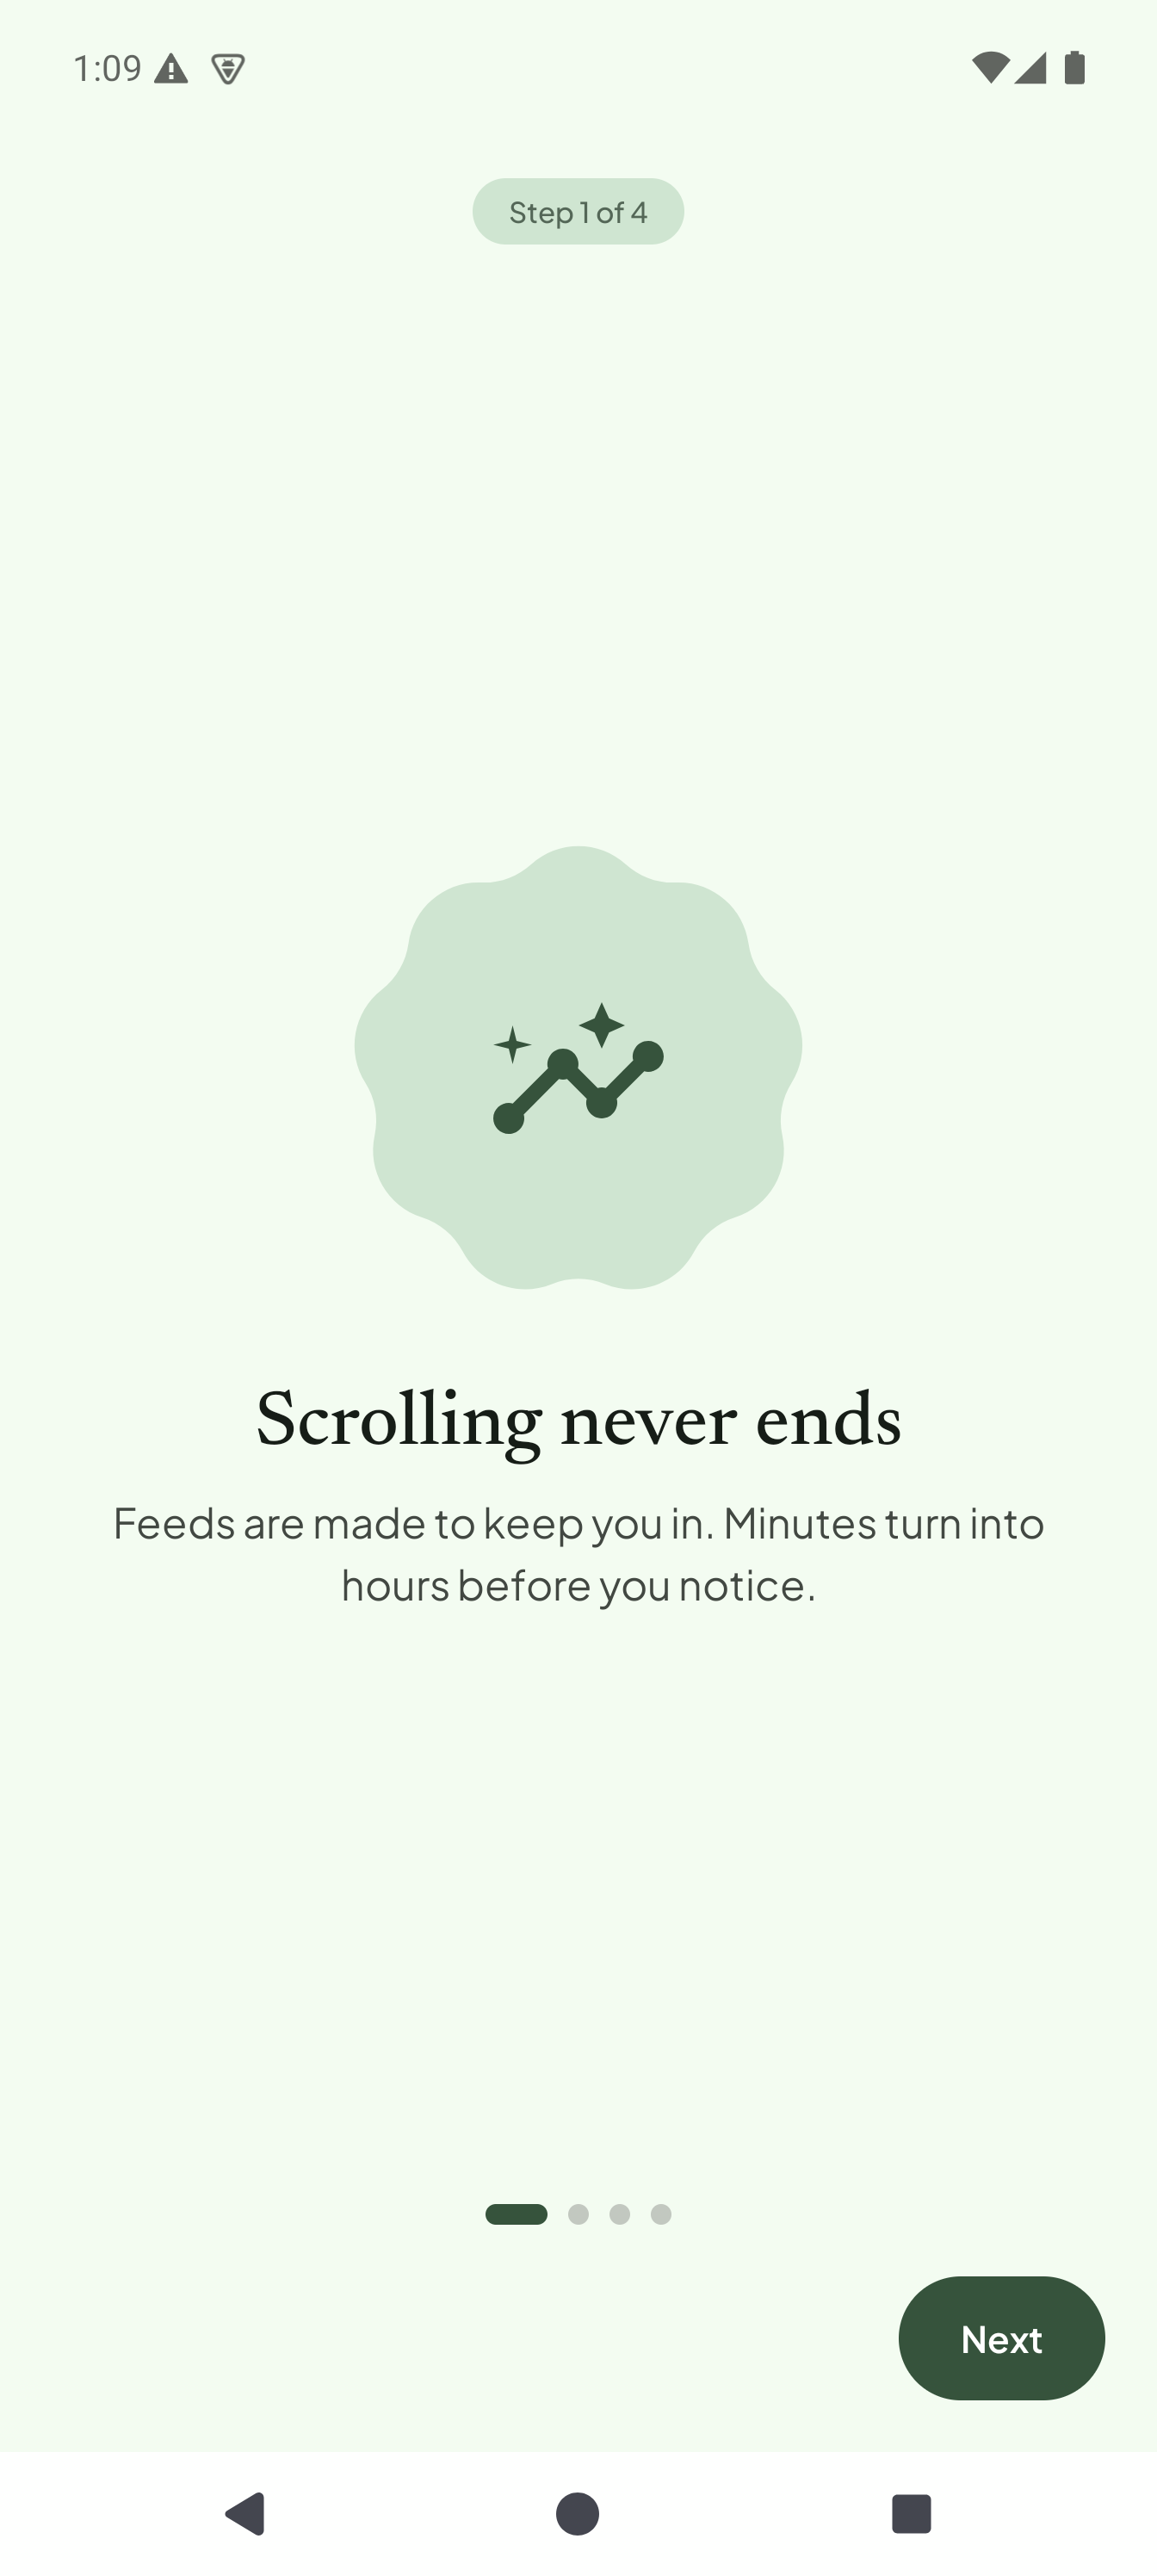 1:09
Step 1 of 4
Scrolling never ends
Feeds are made to keep you in. Minutes turn into
hours before you notice.
Next